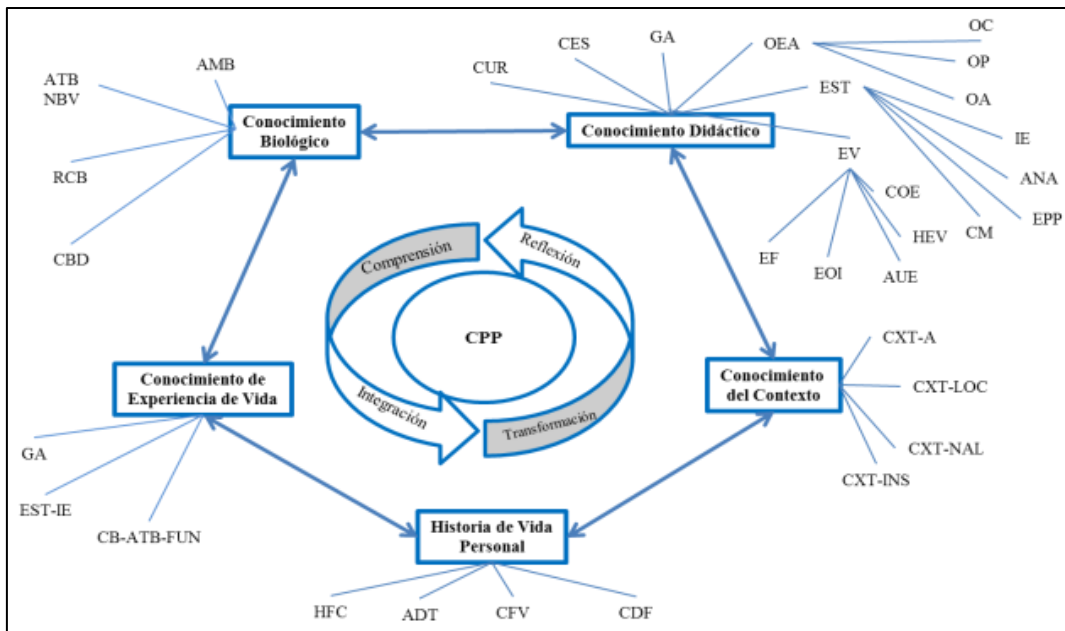 OC
GA
CES
OEA
AMB
OP
ATB
CUR
NBV
EST
OA
Conocimiento
Biológico
Conocimiento Didáctico
IE
EV
RCB
ANA
COE
EPP
CM
HEV
CBD
EF
EOI
AUE
Comprensión
Reflexión
CPP
Integración
Transformación
CXT-A
Conocimiento
del Contexto
CXT-LOC
CXT-NAL
CXT-INS
Conocimiento de
Experiencia de Vida
GA
EST-IE
CB-ATB-FUN
Historia de Vida
Personal
HFC
ADT
CFV
CDF